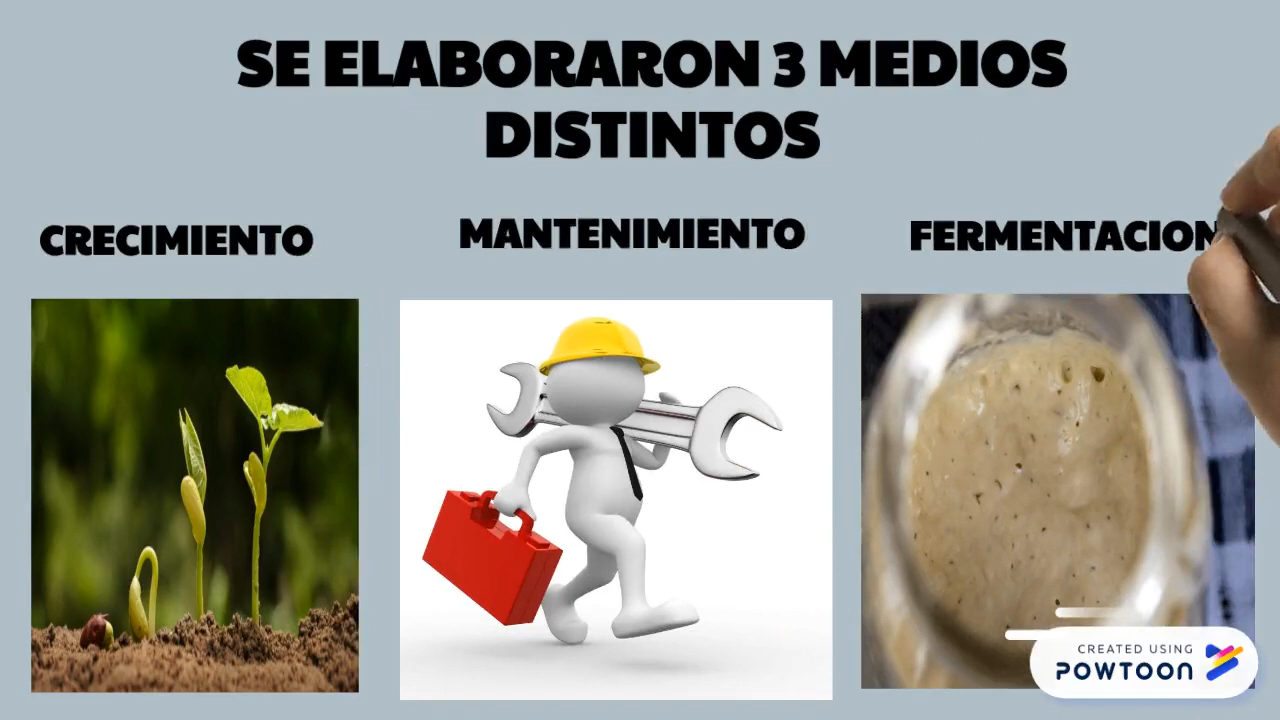 SE ELABORARON 3 MEDIOS
DISTINTOS
CRECIMIENTO
MANTENIMIENTO
FERMENTACION
CREATED USING
POWTOON